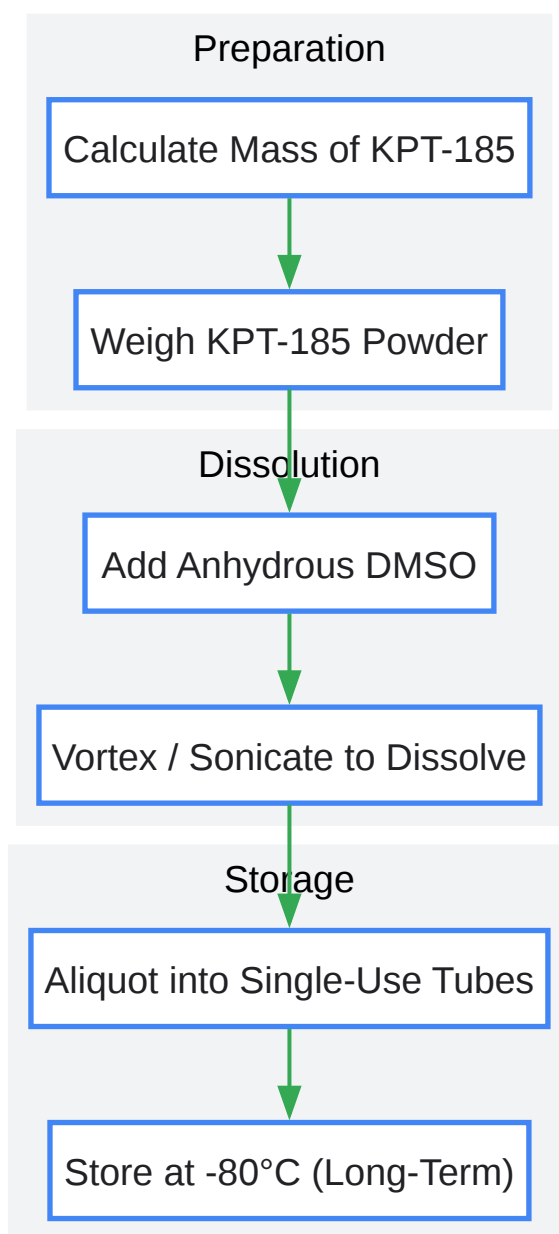 Preparation
Calculate Mass of KPT-185
Weigh KPT-185 Powder
Dissolution
Add Anhydrous DMSO
Vortex / Sonicate to Dissolve
Storage
Aliquot into Single-Use Tubes
Store at -80°C (Long-Term)